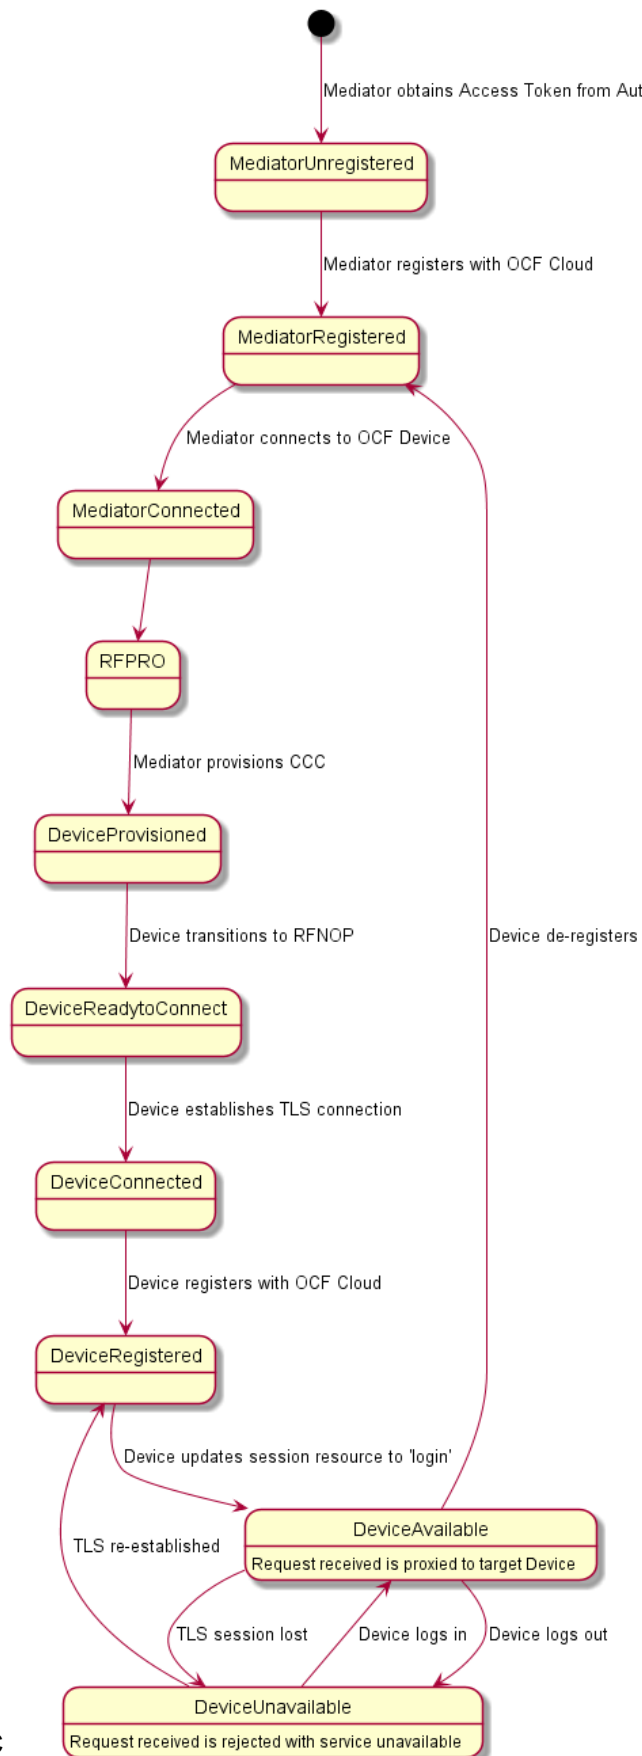 Mediator obtains Access Token from Aut
MediatorUnregistered
Mediator registers with OCF Cloud
MediatorRegistered
Mediator connects to OCF Device
MediatorConnected
RFPRO
Mediator provisions CCC
DeviceProvisioned
Device transitions to RFNOP
Device de-registers
DeviceReadytoConnect
Device establishes TLS connection
DeviceConnected
Device registers with OCF Cloud
DeviceRegistered
Device updates session resource to 'login'
DeviceAvailable
Request received is proxied to target Device
TLS re-established
TLS session lost
Device logs in
Device logs out
DeviceUnavailable
Request received is rejected with service unavailable